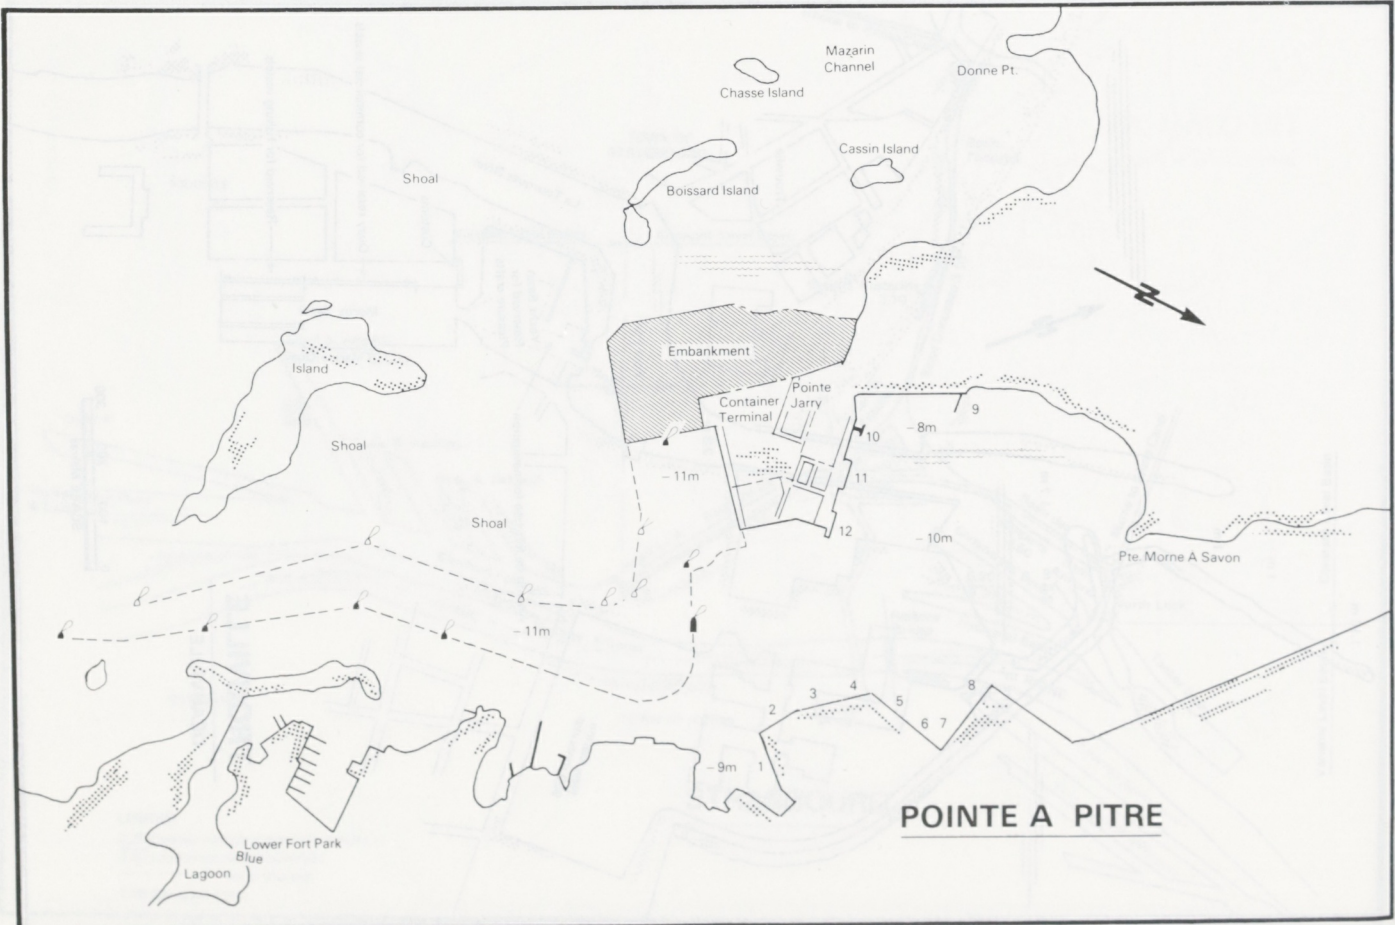 Mazarin
Channel
Donne Pt.
Chasse Island
Cassin Island
Shoal
Boissard Island
N
Embankment
Island
Pointe
Jarry
Container
Terminal
9
10
- 8m
Shoal
- 11m
11
Shoal
12
- 10m
Pte. Morne A Savon
- 11m
8
4
3
5
2
6 7
- 9m
1
POINTE A PITRE
Lower Fort Park
Blue
Lagoon